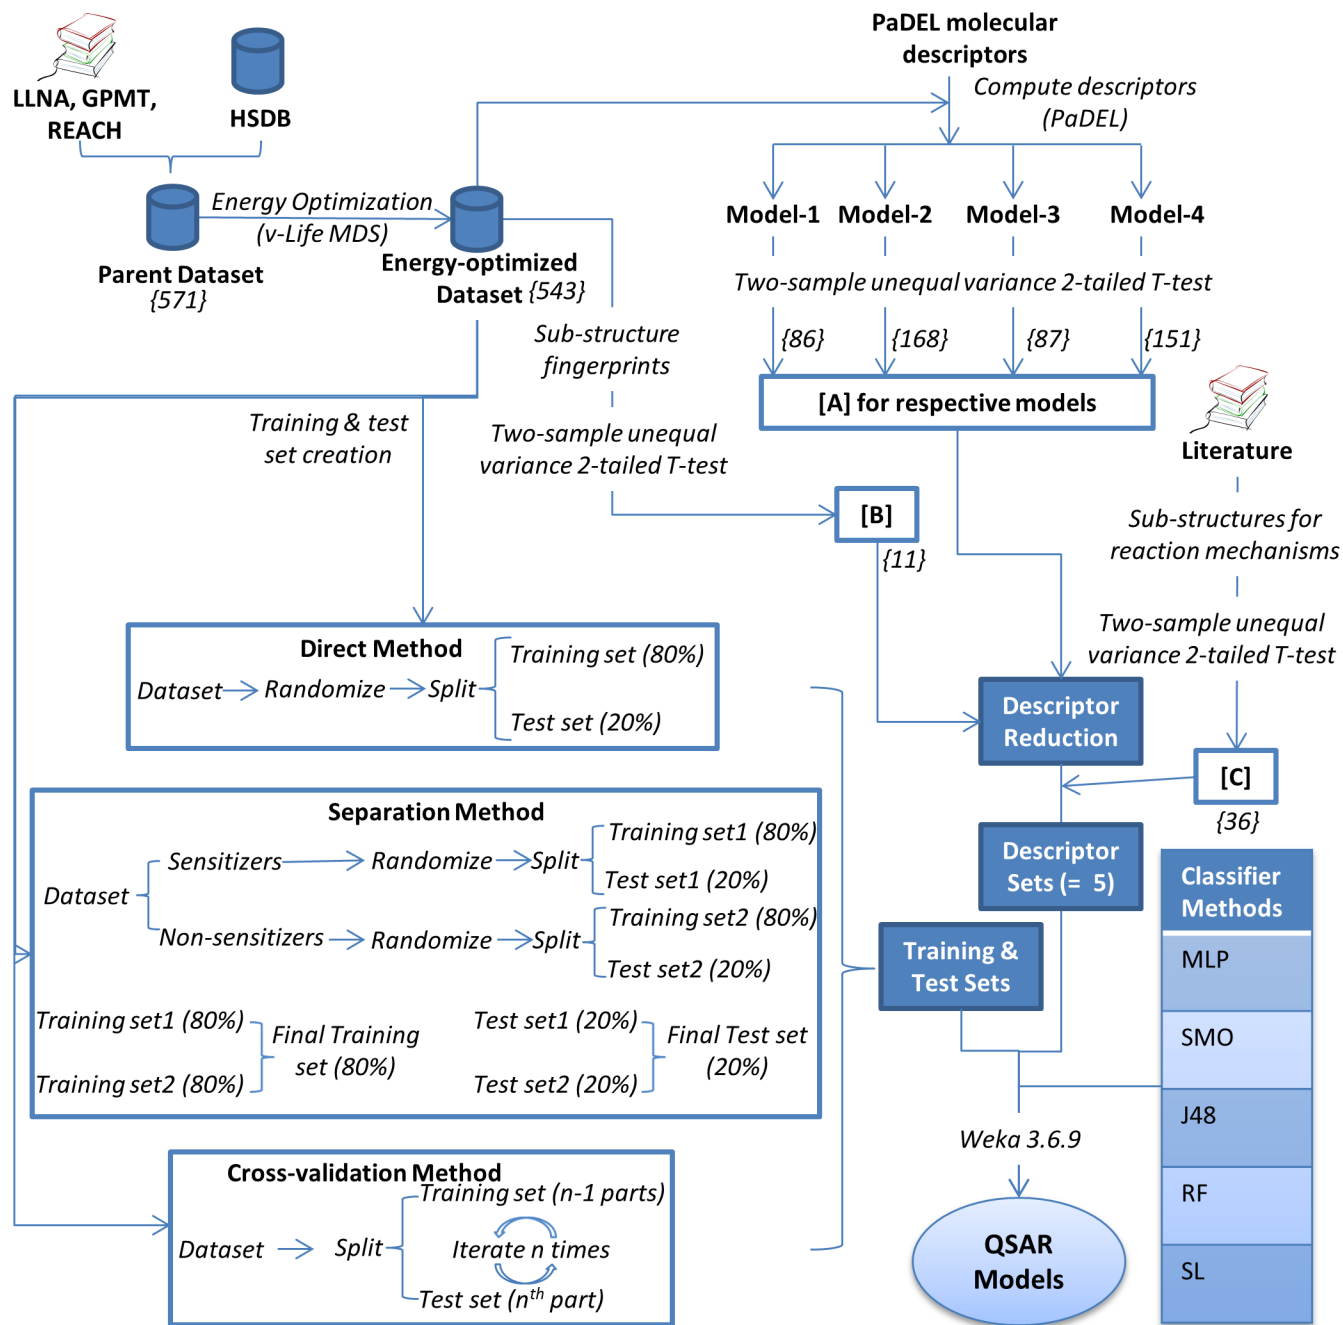 LLNA, GPMT,
REACH
HSDB
PaDEL molecular
descriptors
Compute descriptors
(PaDEL)
Energy Optimization
(v-Life MDS)
Parent Dataset
{571}
Energy-optimized
Dataset {543}
Model-1 Model-2 Model-3 Model-4
Two-sample unequal variance 2-tailed T-test
{86} {168} {87} {151}
[A] for respective models
Sub-structure
fingerprints
Two-sample unequal
variance 2-tailed T-test
Training & test
set creation
[B]
{11}
Literature
Sub-structures for
reaction mechanisms
Two-sample unequal
variance 2-tailed T-test
[C]
{36}
Descriptor
Reduction
Descriptor
Sets (= 5)
Direct Method
Dataset Randomize Split
Training set (80%)
Test set (20%)
Separation Method
Dataset
Sensitizers Randomize Split
Training set1 (80%)
Test set1 (20%)
Non-sensitizers Randomize Split
Training set2 (80%)
Test set2 (20%)
Training set1 (80%)
Training set2 (80%)
Final Training
set (80%)
Test set1 (20%)
Test set2 (20%)
Final Test set
(20%)
Cross-validation Method
Dataset Split
Training set (n-1 parts)
Iterate n times
Test set (nth part)
Training &
Test Sets
Classifier
Methods
MLP
SMO
J48
RF
SL
Weka 3.6.9
QSAR
Models